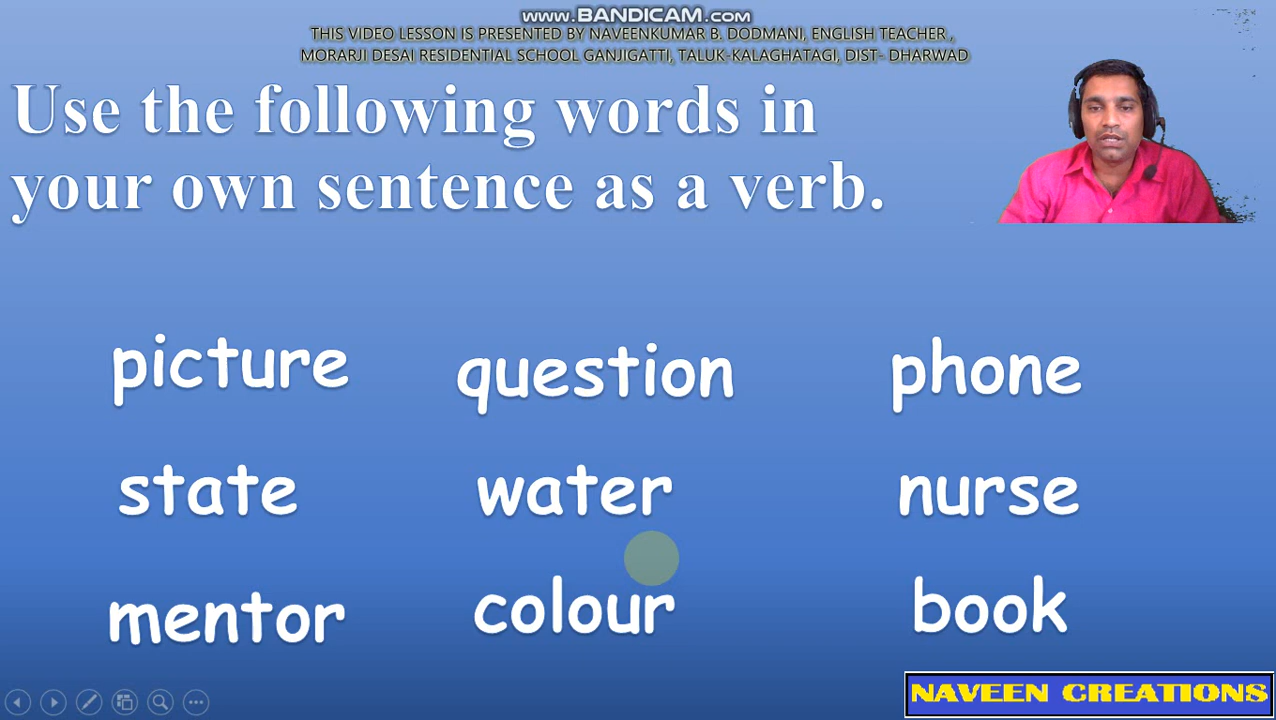 www.BANDICAM.com
THIS VIDEO LESSON IS PRESENTED BY NAVEENKUMAR B. DODMANI, ENGLISH TEACHER ,
MORARJI DESAI RESIDENTIAL SCHOOL GANJIGATTI, TALUK-KALAGHATAGI, DIST- DHARWAD
Use the following words in
your own sentence as a verb.
picture question phone
state water nurse
mentor colour book
NAVEEN CREATIONS